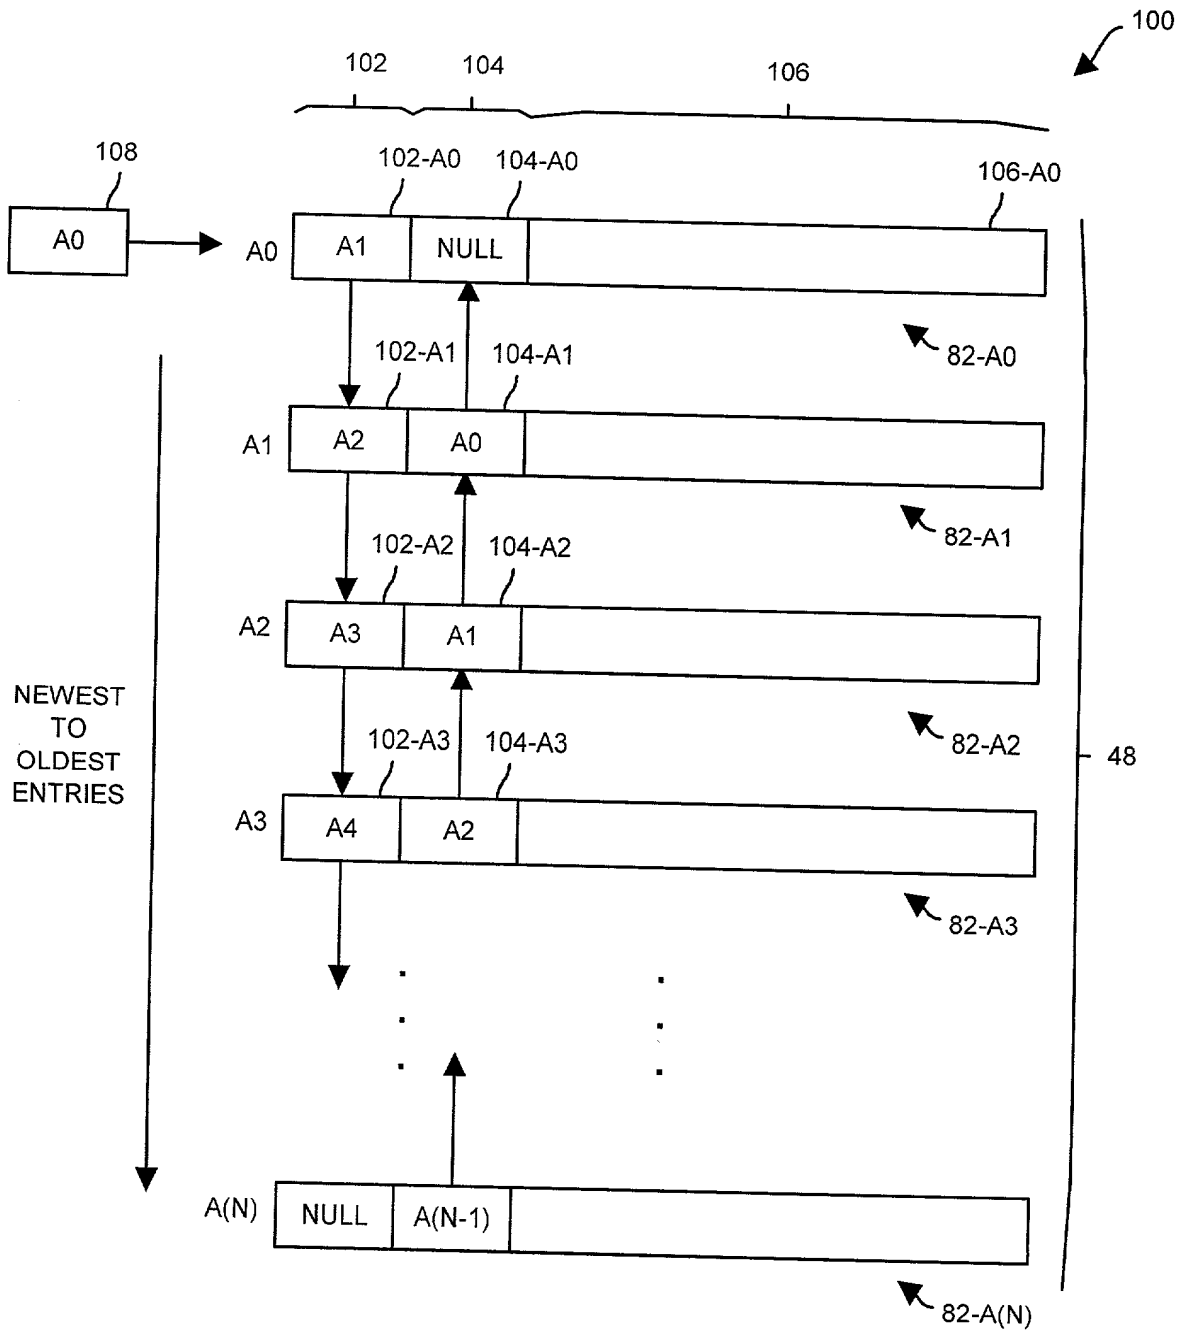 100
102
104
106
108
102-A0
104-A0
106-A0
A0
A0
A1
NULL
82-A0
102-A1
104-A1
A1
A2
A0
82-A1
102-A2
104-A2
A2
A3
A1
82-A2
NEWEST
TO
OLDEST
ENTRIES
48
102-A3
104-A3
A3
A4
A2
82-A3
A(N)
NULL
A(N-1)
82-A(N)